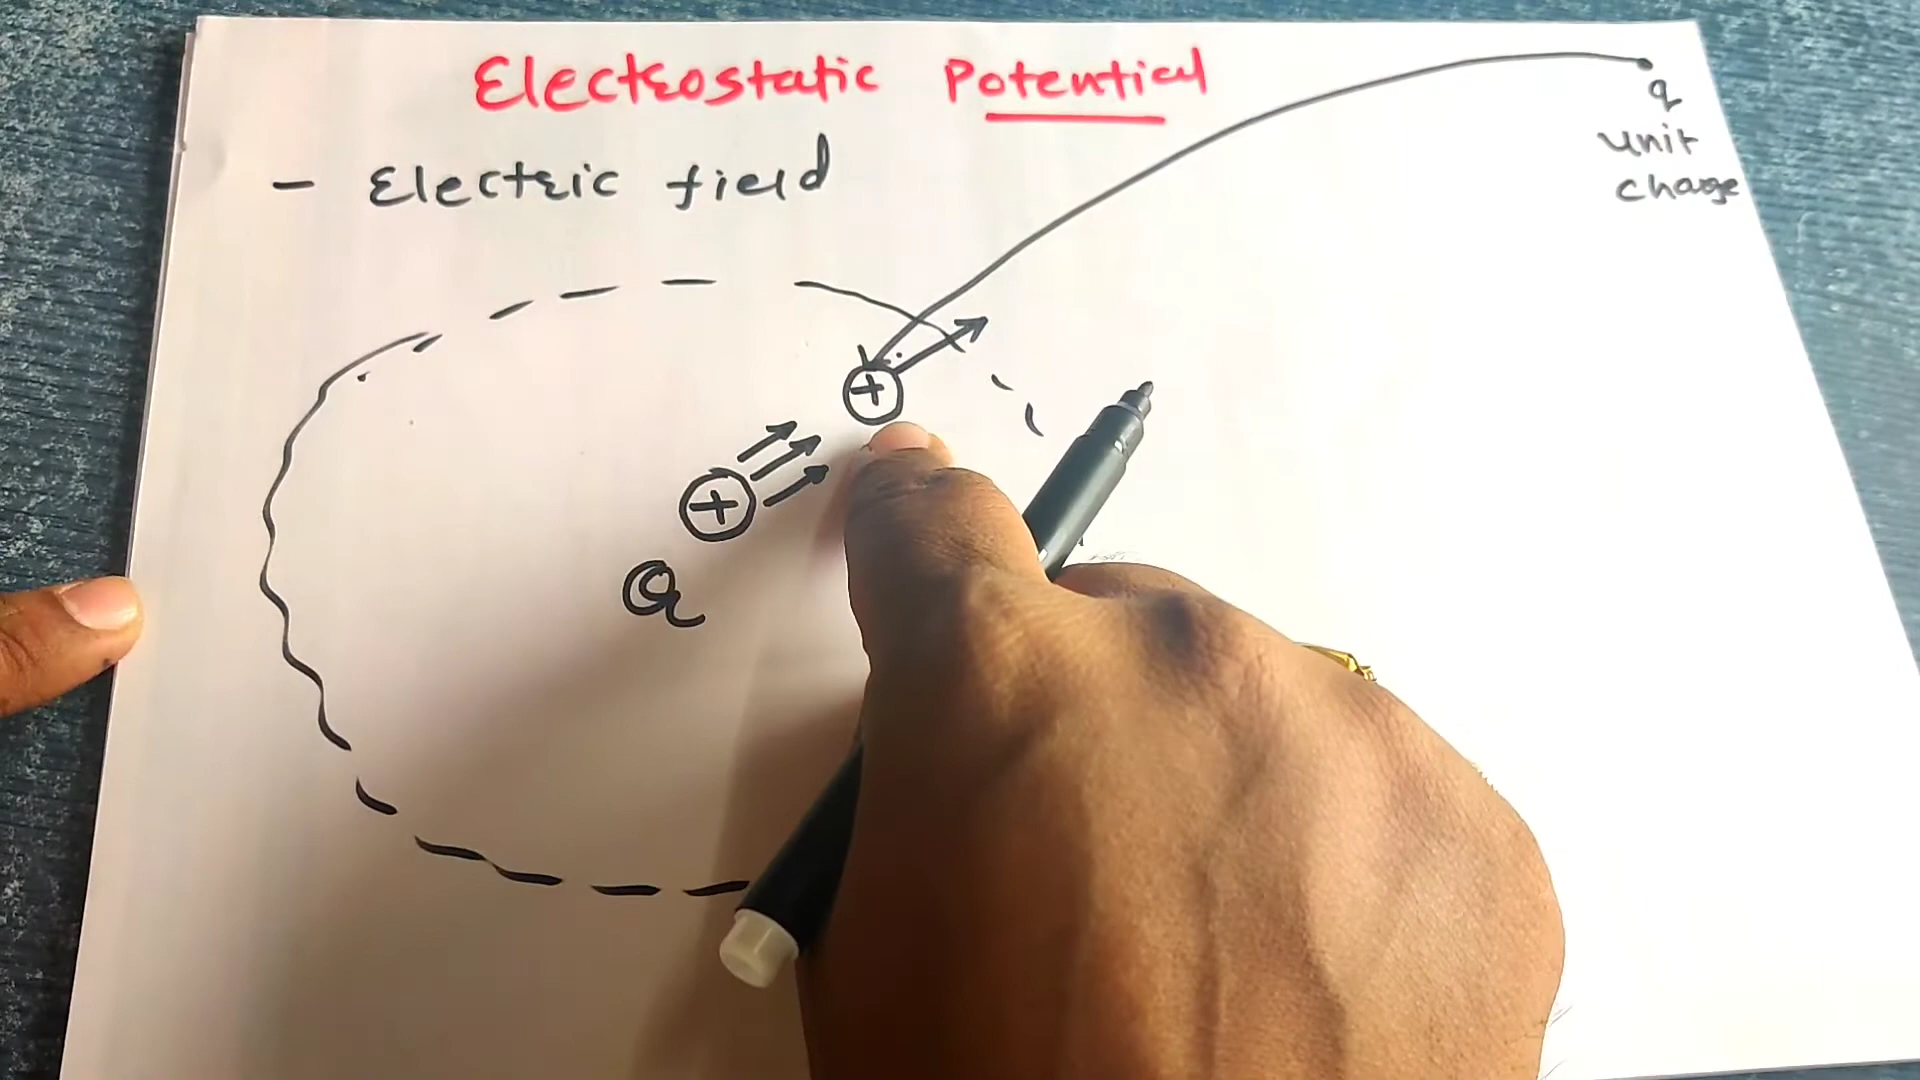 Electrostatic Potential
- Electric field
q
unit
charge
+
+
Q